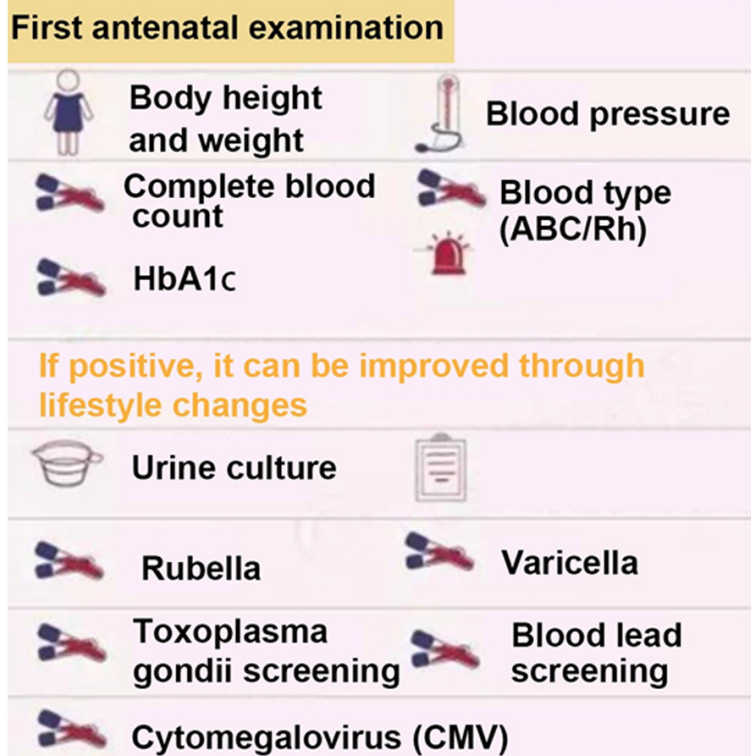 First antenatal examination
Body height
and weight
Blood pressure
Complete blood
count
Blood type
(ABC/Rh)
HbA1c
If positive, it can be improved through
lifestyle changes
Urine culture
Rubella
Varicella
Toxoplasma
gondii screening
Blood lead
screening
Cytomegalovirus (CMV)